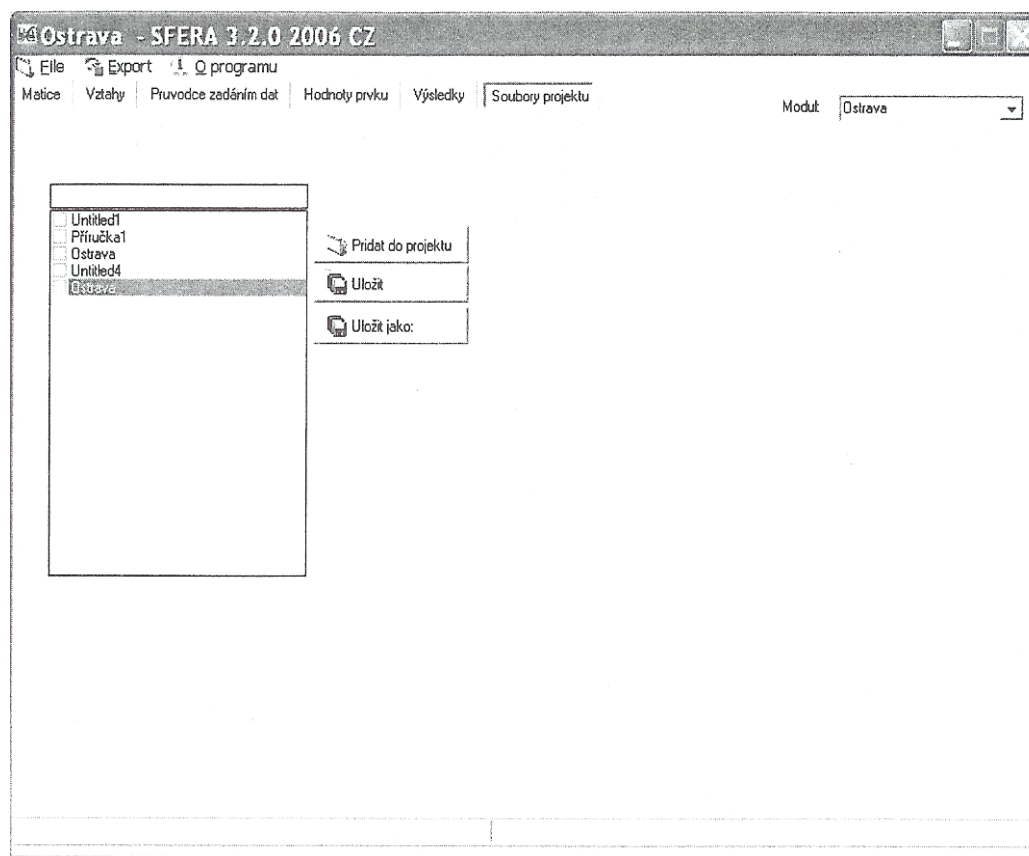 Ostrava - SFERA 3.2.0 2006 CZ
File Export O programu
Matice Vztahy Pruvodce zadáním dat Hodnoty prvku Výsledky Soubory projektu
Modul: Ostrava
Untitled1
Příručka1
Ostrava
Untitled4
Ostrava
Pridat do projektu
Uložit
Uložit jako: